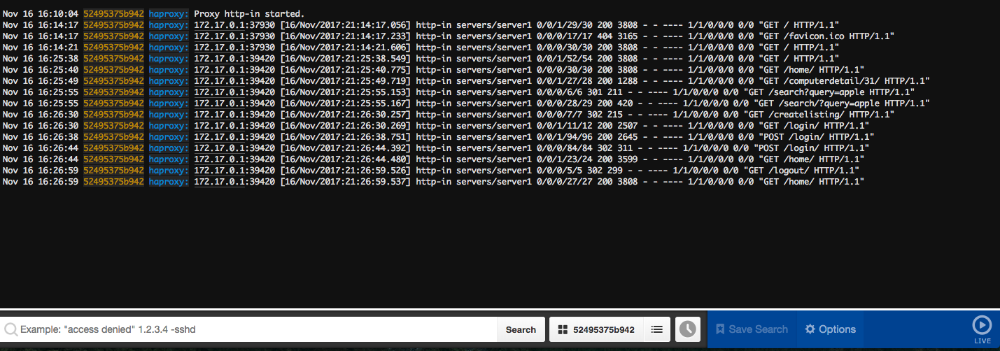 Nov 16 16:10:04 52495375b942 haproxy: Proxy http-in started.
Nov 16 16:14:17 52495375b942 haproxy: 172.17.0.1:37930 [16/Nov/2017:21:14:17.056] http-in servers/server1 0/0/1/29/30 200 3808 - - ---- 1/1/0/0/0 0/0 "GET / HTTP/1.1"
Nov 16 16:14:17 52495375b942 haproxy: 172.17.0.1:37930 [16/Nov/2017:21:14:17.233] http-in servers/server1 0/0/0/17/17 404 3165 - - ---- 1/1/0/0/0 0/0 "GET /favicon.ico HTTP/1.1"
Nov 16 16:14:21 52495375b942 haproxy: 172.17.0.1:37930 [16/Nov/2017:21:14:21.606] http-in servers/server1 0/0/0/30/30 200 3808 - - ---- 1/1/0/0/0 0/0 "GET / HTTP/1.1"
Nov 16 16:25:38 52495375b942 haproxy: 172.17.0.1:39420 [16/Nov/2017:21:25:38.549] http-in servers/server1 0/0/1/52/54 200 3808 - - ---- 1/1/0/0/0 0/0 "GET / HTTP/1.1"
Nov 16 16:25:40 52495375b942 haproxy: 172.17.0.1:39420 [16/Nov/2017:21:25:40.775] http-in servers/server1 0/0/0/30/30 200 3808 - - ---- 1/1/0/0/0 0/0 "GET /home/ HTTP/1.1"
Nov 16 16:25:49 52495375b942 haproxy: 172.17.0.1:39420 [16/Nov/2017:21:25:49.719] http-in servers/server1 0/0/1/27/28 200 1288 - - ---- 1/1/0/0/0 0/0 "GET /computerdetail/31/ HTTP/1.1"
Nov 16 16:25:55 52495375b942 haproxy: 172.17.0.1:39420 [16/Nov/2017:21:25:55.153] http-in servers/server1 0/0/0/6/6 301 211 - - ---- 1/1/0/0/0 0/0 "GET /search?query=apple HTTP/1.1"
Nov 16 16:25:55 52495375b942 haproxy: 172.17.0.1:39420 [16/Nov/2017:21:25:55.167] http-in servers/server1 0/0/0/28/29 200 420 - - ---- 1/1/0/0/0 0/0 "GET /search/?query=apple HTTP/1.1"
Nov 16 16:26:30 52495375b942 haproxy: 172.17.0.1:39420 [16/Nov/2017:21:26:30.257] http-in servers/server1 0/0/0/7/7 302 215 - - ---- 1/1/0/0/0 0/0 "GET /createlisting/ HTTP/1.1"
Nov 16 16:26:30 52495375b942 haproxy: 172.17.0.1:39420 [16/Nov/2017:21:26:30.269] http-in servers/server1 0/0/1/11/12 200 2507 - - ---- 1/1/0/0/0 0/0 "GET /login/ HTTP/1.1"
Nov 16 16:26:38 52495375b942 haproxy: 172.17.0.1:39420 [16/Nov/2017:21:26:38.751] http-in servers/server1 0/0/1/94/96 200 2645 - - ---- 1/1/0/0/0 0/0 "POST /login/ HTTP/1.1"
Nov 16 16:26:44 52495375b942 haproxy: 172.17.0.1:39420 [16/Nov/2017:21:26:44.392] http-in servers/server1 0/0/0/84/84 302 311 - - ---- 1/1/0/0/0 0/0 "POST /login/ HTTP/1.1"
Nov 16 16:26:44 52495375b942 haproxy: 172.17.0.1:39420 [16/Nov/2017:21:26:44.480] http-in servers/server1 0/0/1/23/24 200 3599 - - ---- 1/1/0/0/0 0/0 "GET /home/ HTTP/1.1"
Nov 16 16:26:59 52495375b942 haproxy: 172.17.0.1:39420 [16/Nov/2017:21:26:59.526] http-in servers/server1 0/0/0/5/5 302 299 - - ---- 1/1/0/0/0 0/0 "GET /logout/ HTTP/1.1"
Nov 16 16:26:59 52495375b942 haproxy: 172.17.0.1:39420 [16/Nov/2017:21:26:59.537] http-in servers/server1 0/0/0/27/27 200 3808 - - ---- 1/1/0/0/0 0/0 "GET /home/ HTTP/1.1"
Example: "access denied" 1.2.3.4 -sshd Search 52495375b942 Save Search Options LIVE